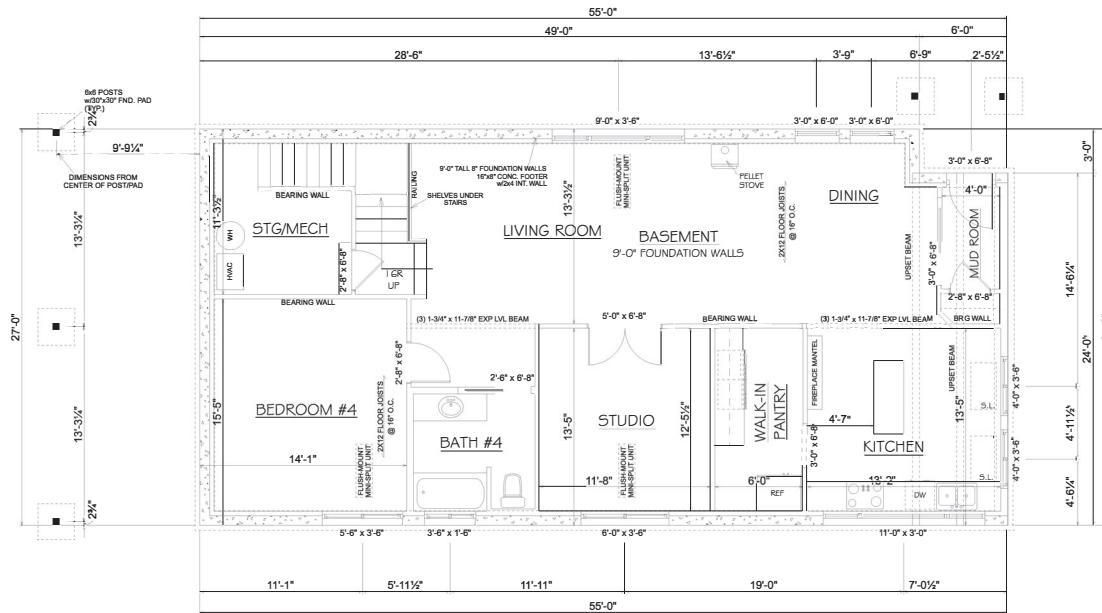 55'-0"
49'-0"
6'-0"
28'-6"
13'-6½"
3'-9"
6'-9"
2'-5½"
6x6 POSTS
w/30"x30" FND. PAD
(TYP.)
2¾"
9'-9¼"
DIMENSIONS FROM
CENTER OF POST/PAD
9'-0" x 3'-6"
3'-0" x 6'-0"
3'-0" x 6'-0"
3'-0"
9'-0" TALL 8" FOUNDATION WALLS
16"x8" CONC. FOOTER
w/2x4 INT. WALL
PELLET
STOVE
3'-0" x 6'-8"
4'-0"
BEARING WALL
RAILING
SHELVES UNDER
STAIRS
11'-3½"
13'-3¼"
STG/MECH
WH
HVAC
2'-8" x 6'-8"
UP
LIVING ROOM
13'-3½"
FLUSH-MOUNT
MINI-SPLIT UNIT
BASEMENT
9'-0" FOUNDATION WALLS
2X12 FLOOR JOISTS
@ 16" O.C.
DINING
UPSET BEAM
3'-0" x 6'-8"
MUD ROOM
2'-8" x 6'-8"
14'-6¼"
BEARING WALL
(3) 1-3/4" x 11-7/8" EXP LVL BEAM
5'-0" x 6'-8"
BEARING WALL
(3) 1-3/4" x 11-7/8" EXP LVL BEAM
BRG WALL
27'-0"
24'-0"
2'-8" x 6'-8"
2'-6" x 6'-8"
13'-3¼"
15'-5"
BEDROOM #4
2X12 FLOOR JOISTS
@ 16" O.C.
14'-1"
FLUSH-MOUNT
MINI-SPLIT UNIT
BATH #4
13'-5"
STUDIO
12'-5½"
11'-8"
FLUSH-MOUNT
MINI-SPLIT UNIT
WALK-IN
PANTRY
6'-0"
REF
FIREPLACE MANTEL
3'-0" x 6'-8"
4'-7"
KITCHEN
13'-2"
13'-5"
UPSET BEAM
DW
S.L.
S.L.
4'-0" x 3'-6"
4'-0" x 3'-6"
4'-11½"
4'-6¼"
2¾"
5'-6" x 3'-6"
3'-6" x 1'-6"
6'-0" x 3'-6"
11'-0" x 3'-0"
11'-1"
5'-11½"
11'-11"
19'-0"
7'-0½"
55'-0"